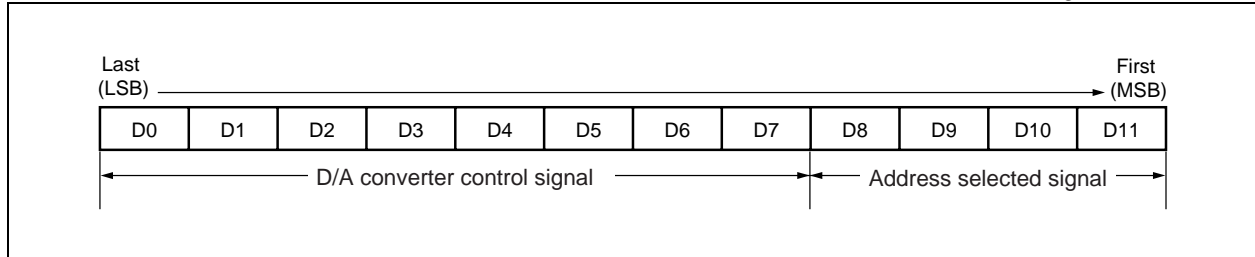 Last
(LSB)
First
(MSB)
D0 D1 D2 D3 D4 D5 D6 D7 D8 D9 D10 D11
D/A converter control signal
Address selected signal